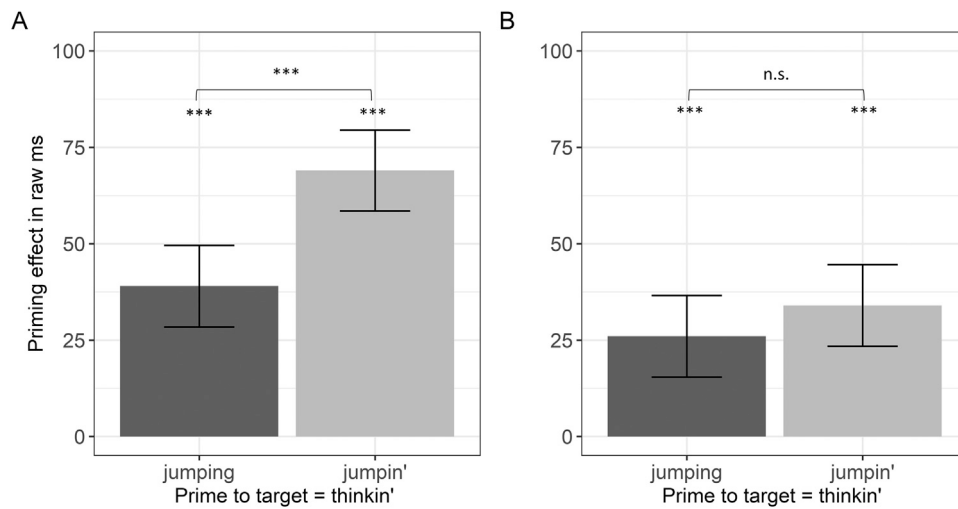 A
100
75
50
25
0
Priming effect in raw ms
***
***
***
jumping
jumpin'
Prime to target = thinkin'
B
100
75
50
25
0
n.s.
***
***
jumping
jumpin'
Prime to target = thinkin'